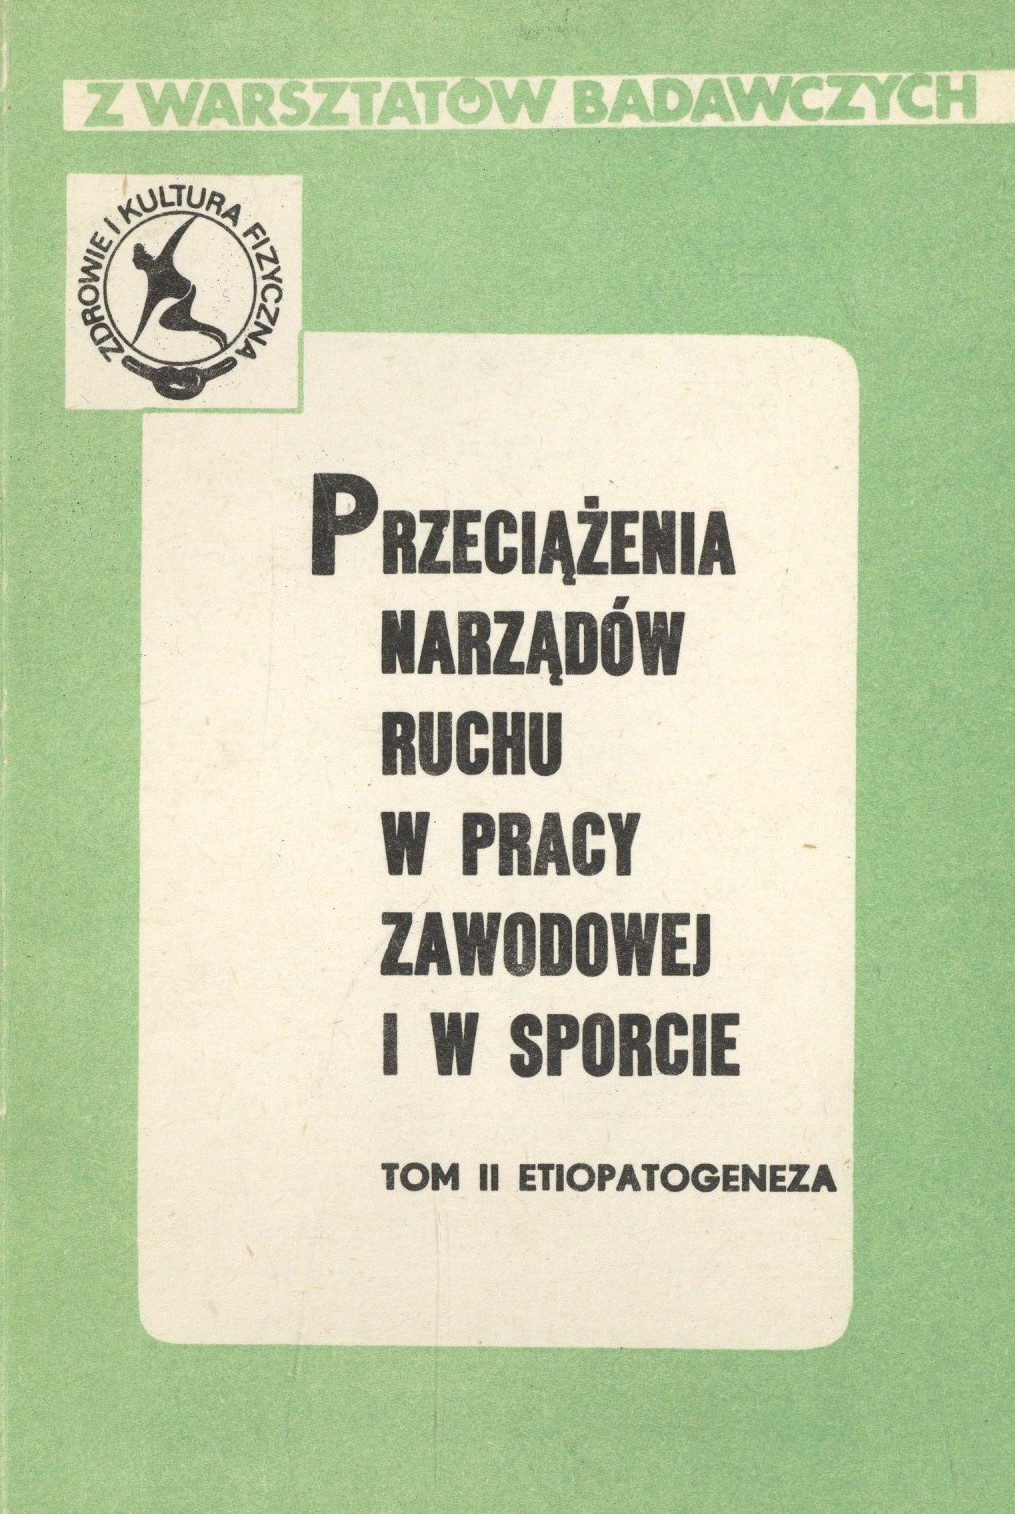 Z WARSZTATÓW BADAWCZYCH
ZDROWIE I KULTURA FIZYCZNA
PRZECIĄŻENIA
NARZĄDÓW
RUCHU
W PRACY
ZAWODOWEJ
I W SPORCIE
TOM II ETIOPATOGENEZA